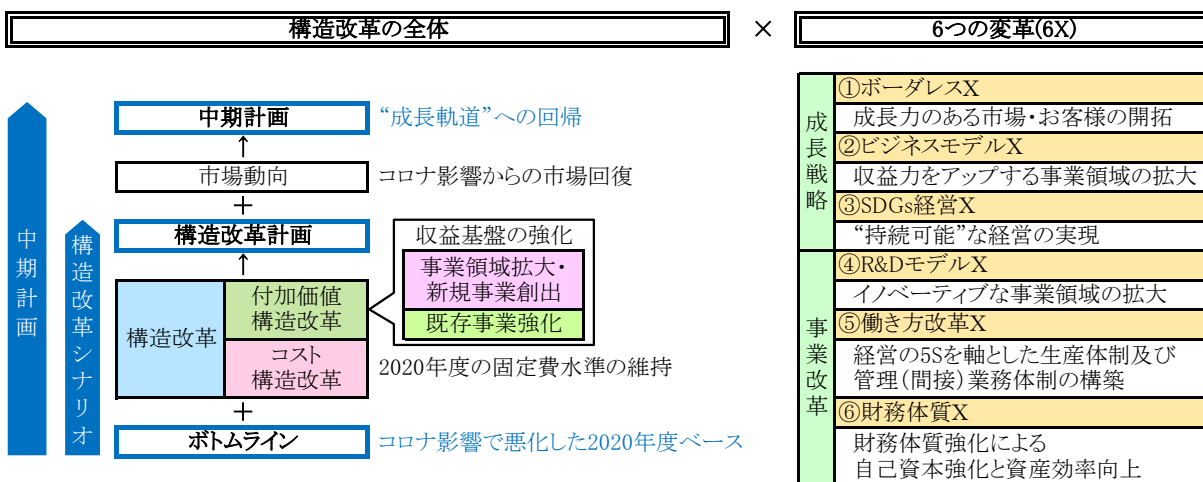 構造改革の全体
×
6つの変革(6X)
中期計画
構造改革シナリオ
中期計画
“成長軌道”への回帰
↑
市場動向
コロナ影響からの市場回復
＋
構造改革計画
↑
構造改革
付加価値
構造改革
コスト
構造改革
収益基盤の強化
事業領域拡大・
新規事業創出
既存事業強化
2020年度の固定費水準の維持
＋
ボトムライン
コロナ影響で悪化した2020年度ベース
成長戦略
①ボーダレスX
成長力のある市場・お客様の開拓
②ビジネスモデルX
収益力をアップする事業領域の拡大
③SDGs経営X
“持続可能”な経営の実現
事業改革
④R&DモデルX
イノベーティブな事業領域の拡大
⑤働き方改革X
経営の5Sを軸とした生産体制及び
管理(間接)業務体制の構築
⑥財務体質X
財務体質強化による
自己資本強化と資産効率向上